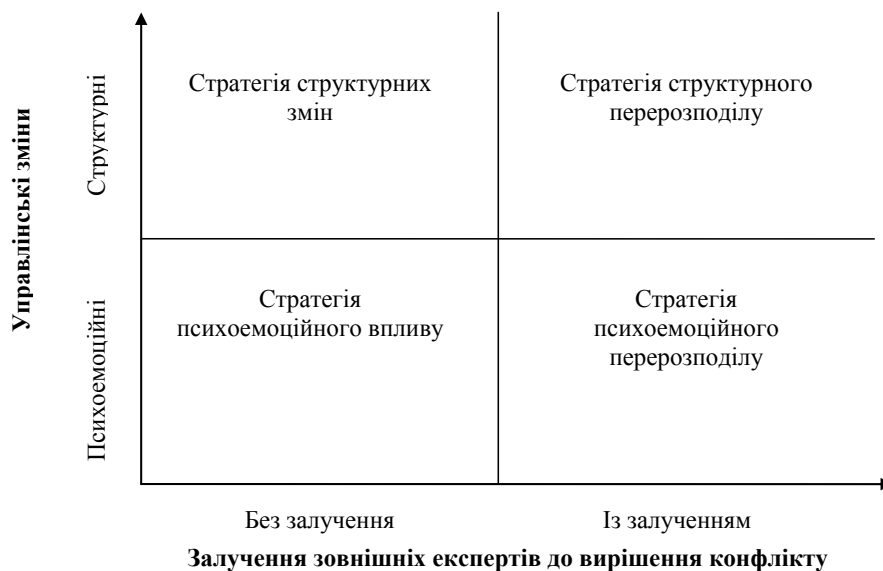 Управлінські зміни
Структурні
Психоемоційні
Стратегія структурних
змін
Стратегія структурного
перерозподілу
Стратегія
психоемоційного впливу
Стратегія
психоемоційного
перерозподілу
Без залучення
Із залученням
Залучення зовнішніх експертів до вирішення конфлікту